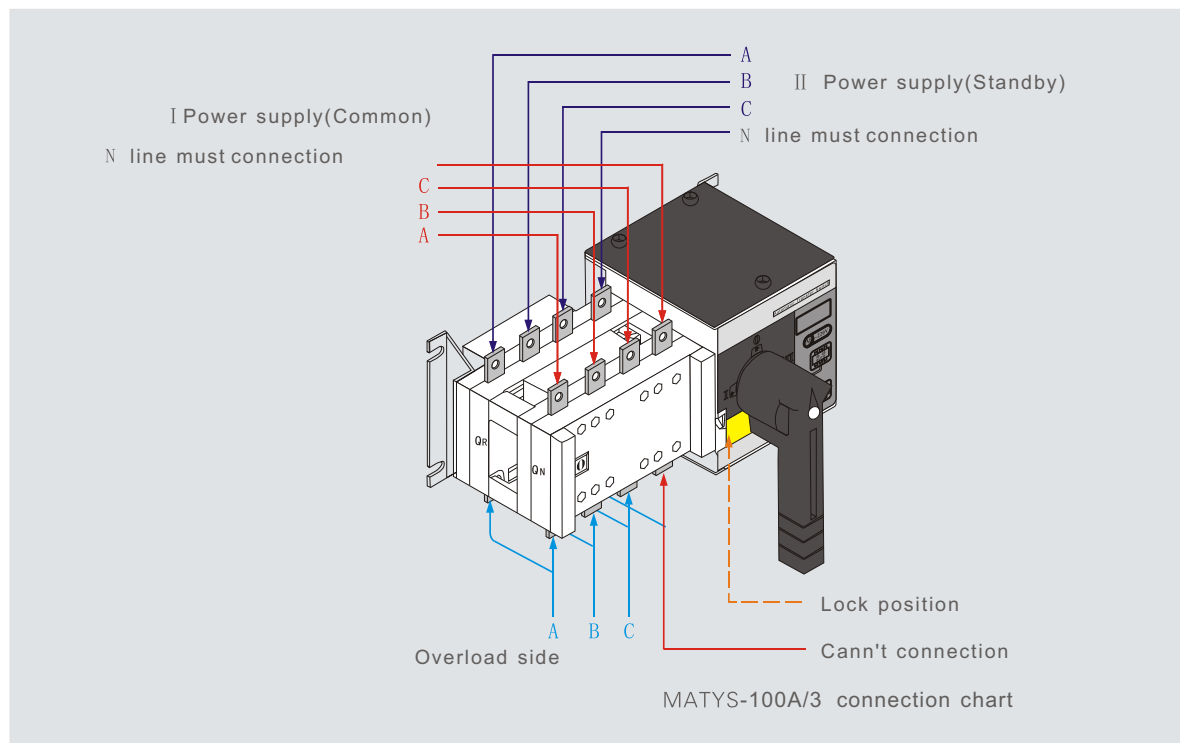 A
B
II Power supply(Standby)
C
I Power supply(Common)
N line must connection
N line must connection
C
B
A
QR
QN
I
Lock position
A B C
Overload side
Cann't connection
MATYS-100A/3 connection chart